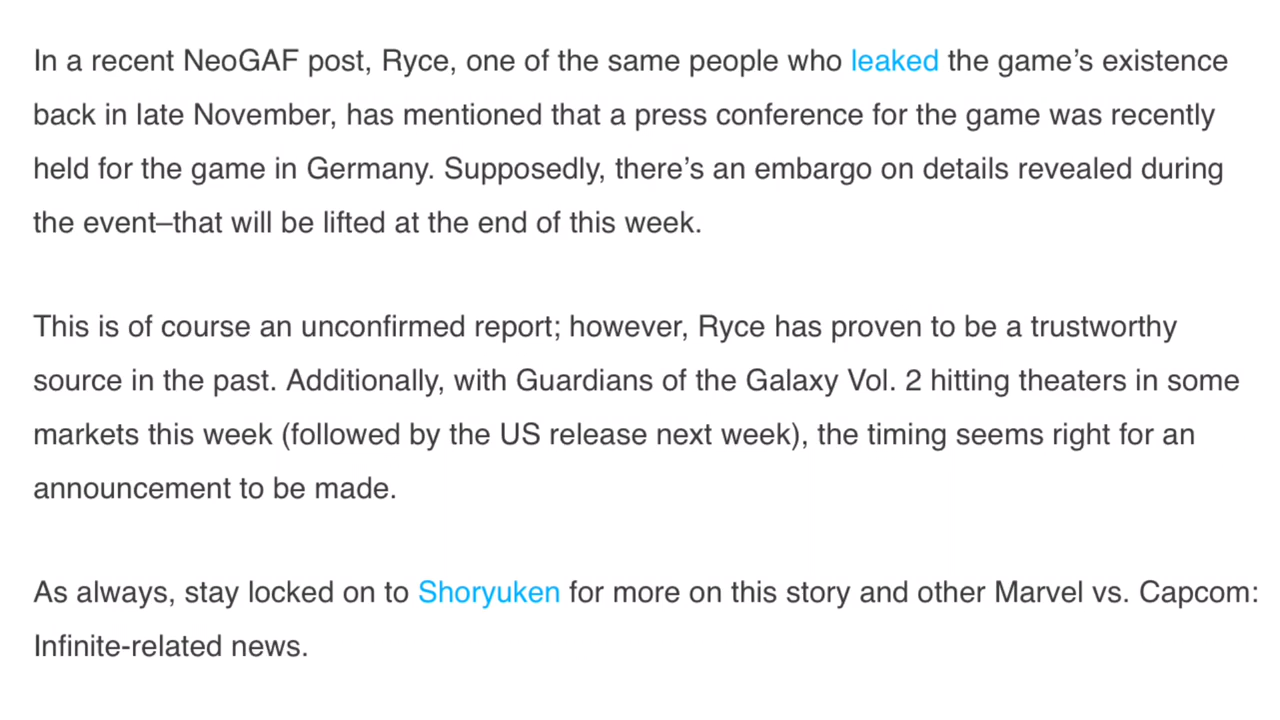 In a recent NeoGAF post, Ryce, one of the same people who leaked the game’s existence
back in late November, has mentioned that a press conference for the game was recently
held for the game in Germany. Supposedly, there’s an embargo on details revealed during
the event–that will be lifted at the end of this week.
This is of course an unconfirmed report; however, Ryce has proven to be a trustworthy
source in the past. Additionally, with Guardians of the Galaxy Vol. 2 hitting theaters in some
markets this week (followed by the US release next week), the timing seems right for an
announcement to be made.
As always, stay locked on to Shoryuken for more on this story and other Marvel vs. Capcom:
Infinite-related news.